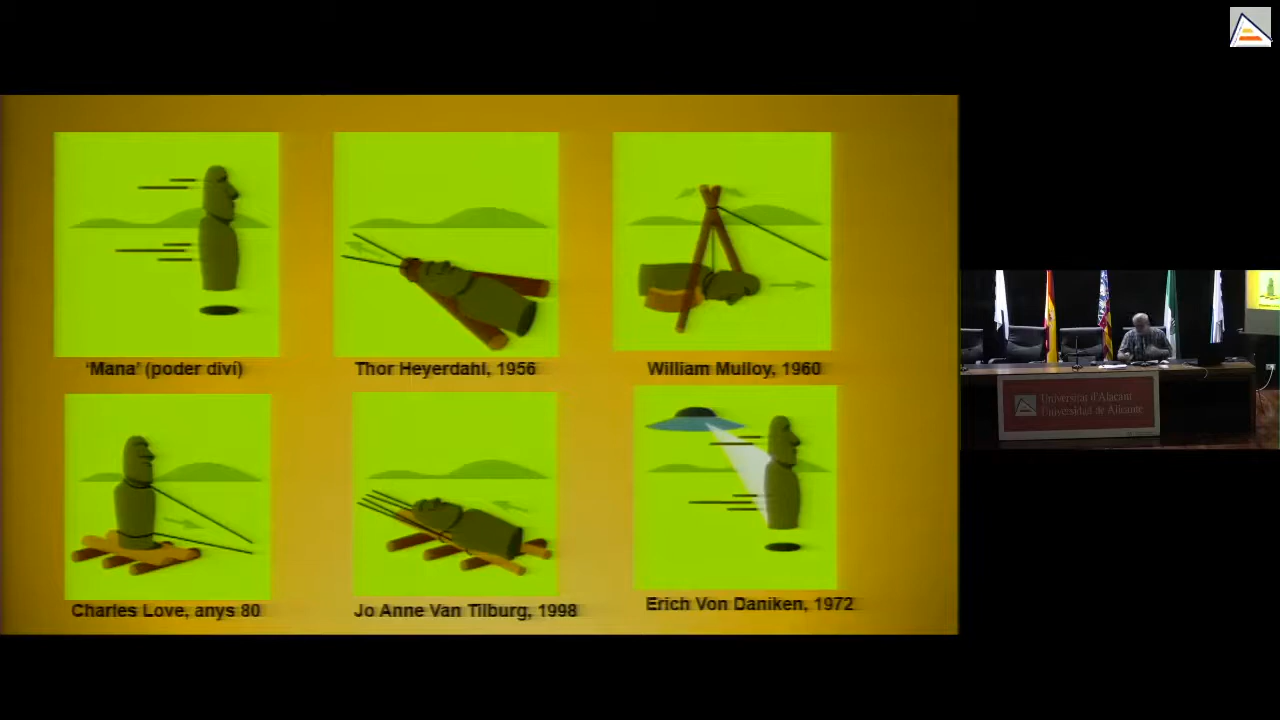 ‘Mana’ (poder diví)
Thor Heyerdahl, 1956
William Mulloy, 1960
Charles Love, anys 80
Jo Anne Van Tilburg, 1998
Erich Von Daniken, 1972
Universitat d'Alacant
Universidad de Alicante